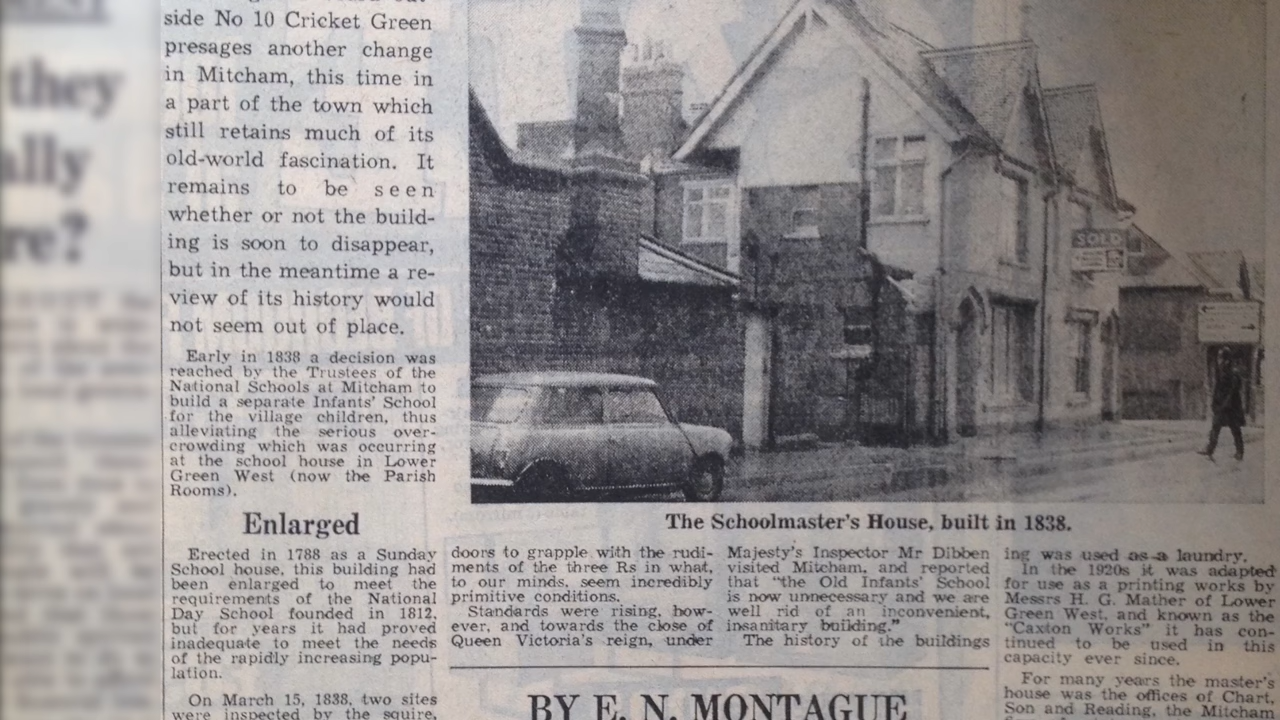 they
ally
re?
side No 10 Cricket Green
presages another change
in Mitcham, this time in
a part of the town which
still retains much of its
old-world fascination. It
remains to be seen
whether or not the build-
ing is soon to disappear,
but in the meantime a re-
view of its history would
not seem out of place.
Early in 1838 a decision was
reached by the Trustees of the
National Schools at Mitcham to
build a separate Infants' School
for the village children, thus
alleviating the serious over-
crowding which was occurring
at the school house in Lower
Green West (now the Parish
Rooms).
Enlarged
Erected in 1788 as a Sunday
School house, this building had
been enlarged to meet the
requirements of the National
Day School founded in 1812,
but for years it had proved
inadequate to meet the needs
of the rapidly increasing popu-
lation.
On March 15, 1838, two sites
were inspected by the squire,
SOLD
The Schoolmaster's House, built in 1838.
doors to grapple with the rudi-
ments of the three Rs in what,
to our minds, seem incredibly
primitive conditions.
Standards were rising, how-
ever, and towards the close of
Queen Victoria's reign, under
Majesty's Inspector Mr Dibben
visited Mitcham, and reported
that "the Old Infants' School
is now unnecessary and we are
well rid of an inconvenient,
insanitary building."
The history of the buildings
BY E. N. MONTAGUE
ing was used as a laundry.
In the 1920s it was adapted
for use as a printing works by
Messrs H. G. Mather of Lower
Green West, and known as the
"Caxton Works" it has con-
tinued to be used in this
capacity ever since.
For many years the master's
house was the offices of Chart,
Son and Reading, the Mitcham